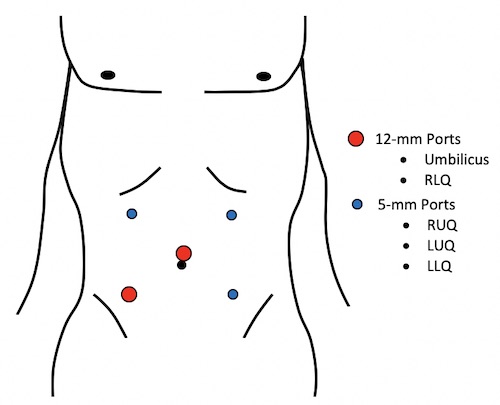 12-mm Ports
• Umbilicus
• RLQ
5-mm Ports
• RUQ
• LUQ
• LLQ